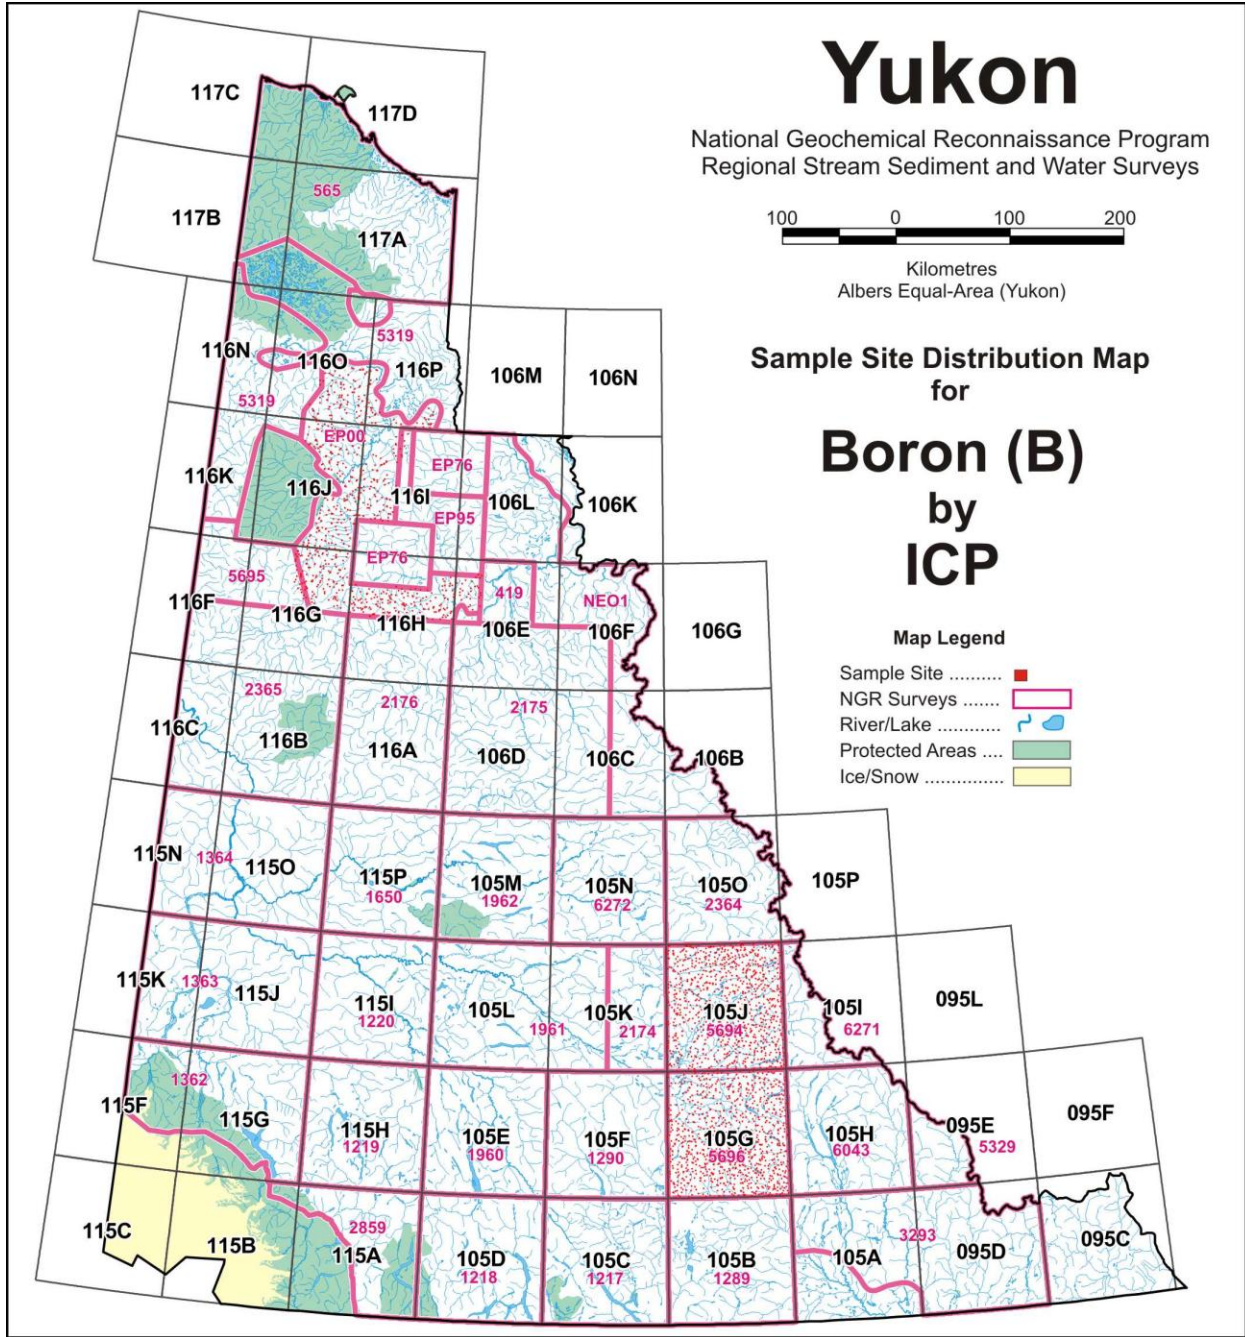 Yukon
National Geochemical Reconnaissance Program
Regional Stream Sediment and Water Surveys
100 0 100 200
Kilometres
Albers Equal-Area (Yukon)
Sample Site Distribution Map
for
Boron (B)
by
ICP
Map Legend
Sample Site ..........
NGR Surveys .......
River/Lake ............
Protected Areas ....
Ice/Snow ...............
117C
117D
565
117B
117A
5319
116N
116O
116P
106M
106N
5319
EP00
EP76
116K
116J
116I
106L
106K
EP95
EP76
5695
419
NEO1
116F
116G
116H
106E
106F
106G
2365
2176
2175
116C
116B
116A
106D
106C
106B
115N
1364
115O
115P
1650
105M
1962
105N
6272
105O
2364
105P
115K
1363
115J
115I
1220
105L
1961
105K
2174
105J
5694
105I
6271
095L
1362
115F
115G
115H
1219
105E
1960
105F
1290
105G
5696
105H
6043
095E
5329
095F
115C
115B
2859
115A
105D
1218
105C
1217
105B
1289
105A
3293
095D
095C